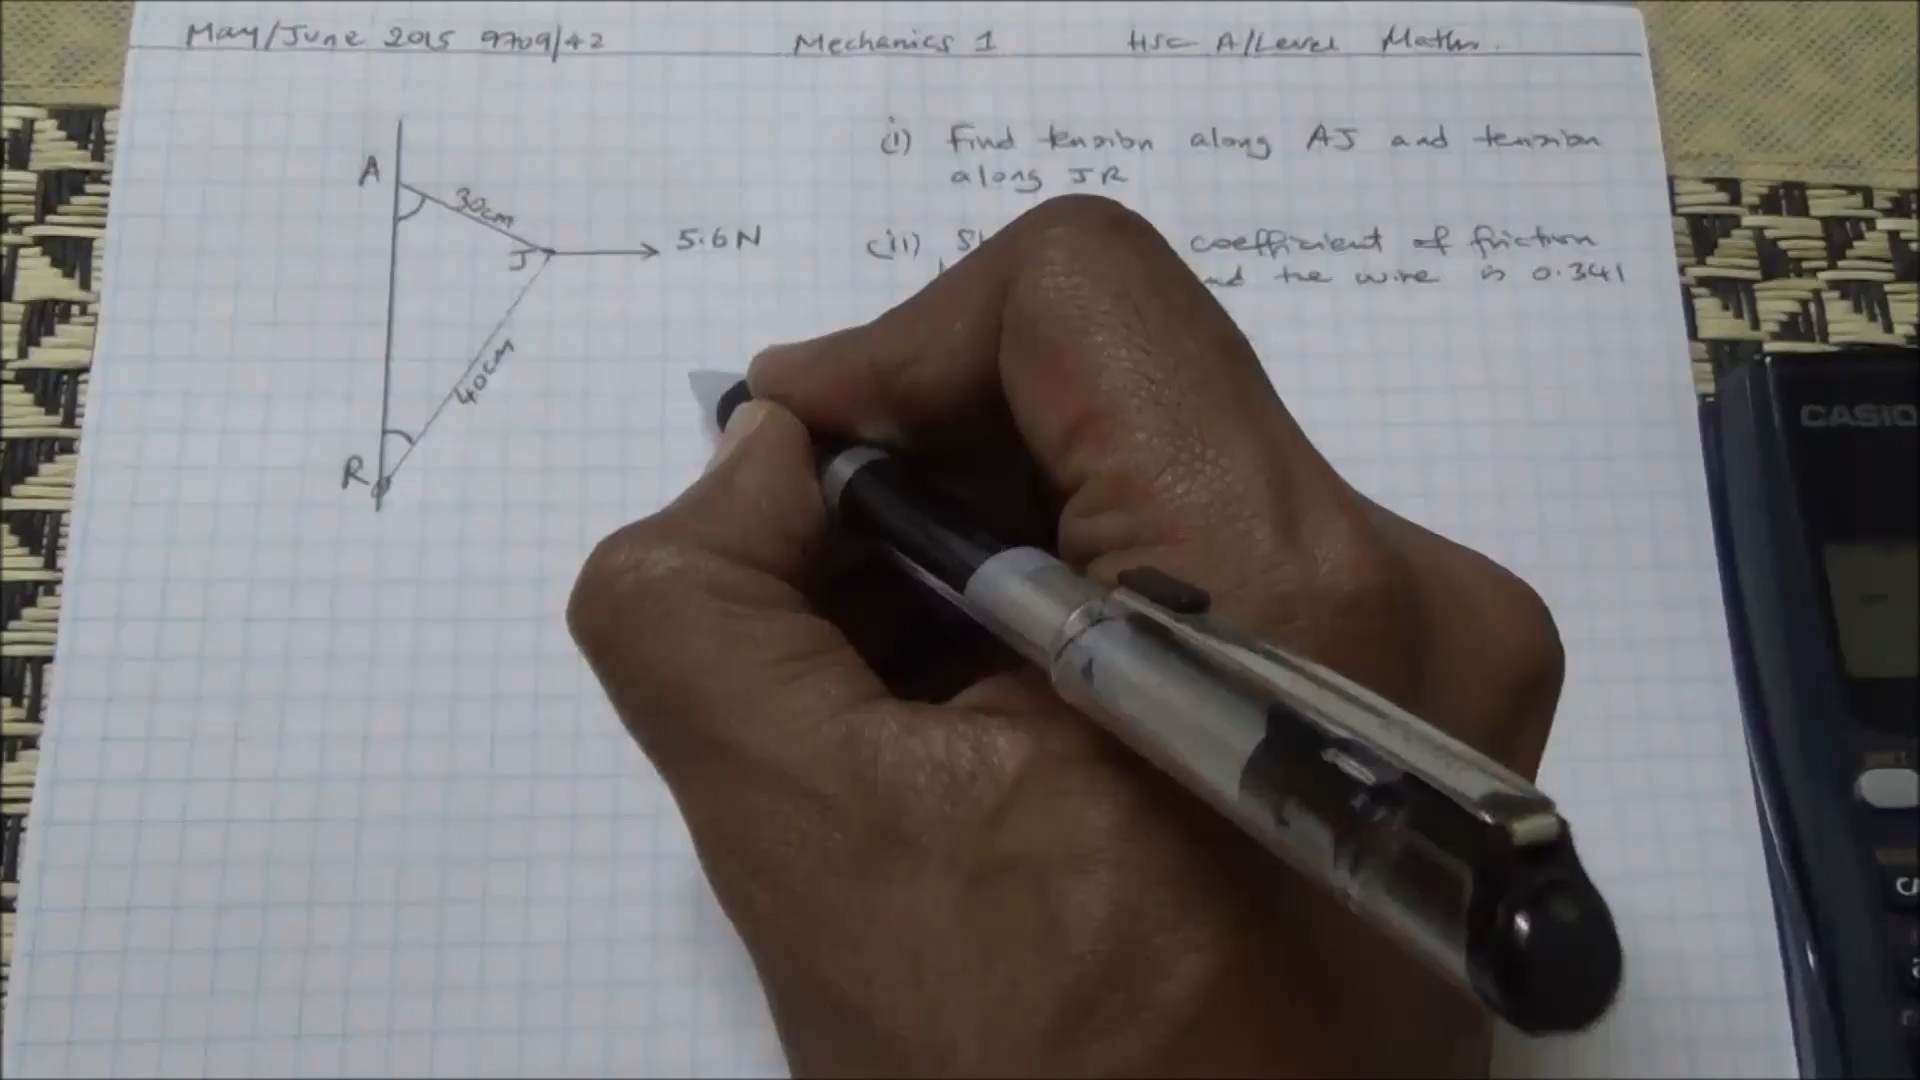 May/June 2015 9709/42 Mechanics 1 HSC A/Level Maths.
A
30cm
J
5.6N
40cm
R
(i) Find tension along AJ and tension
along JR
(ii) coefficient of friction
and the wire is 0.341
CASIO